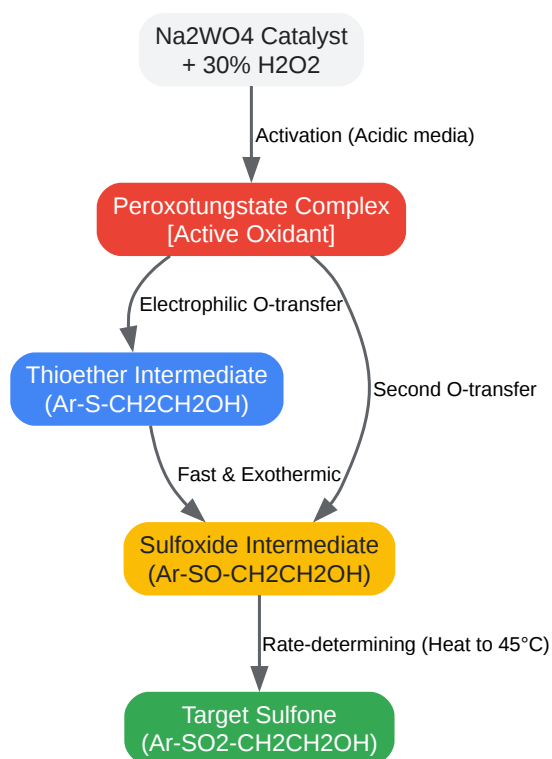 Na2WO4 Catalyst
+ 30% H2O2
Activation (Acidic media)
Peroxotungstate Complex
[Active Oxidant]
Electrophilic O-transfer
Thioether Intermediate
(Ar-S-CH2CH2OH)
Second O-transfer
Fast & Exothermic
Sulfoxide Intermediate
(Ar-SO-CH2CH2OH)
Rate-determining (Heat to 45°C)
Target Sulfone
(Ar-SO2-CH2CH2OH)